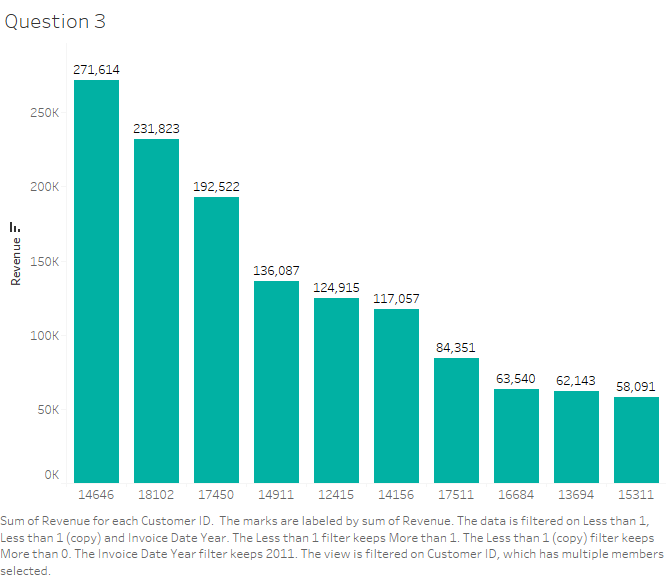 Question 3
271,614
231,823
192,522
136,087
124,915
117,057
84,351
63,540
62,143
58,091
250K
200K
150K
100K
50K
0K
Revenue
14646
18102
17450
14911
12415
14156
17511
16684
13694
15311
Sum of Revenue for each Customer ID.  The marks are labeled by sum of Revenue. The data is filtered on Less than 1,
Less than 1 (copy) and Invoice Date Year. The Less than 1 filter keeps More than 1. The Less than 1 (copy) filter keeps
More than 0. The Invoice Date Year filter keeps 2011. The view is filtered on Customer ID, which has multiple members
selected.